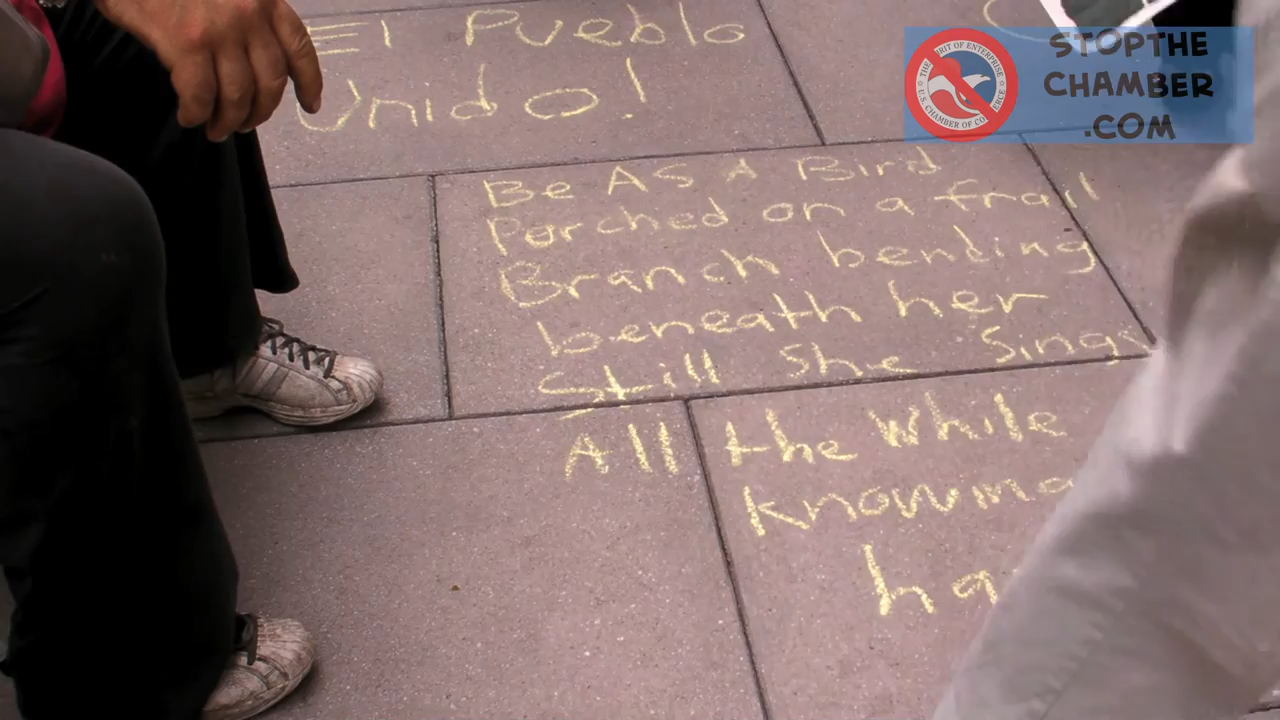 El Pueblo
Unido!
STOPTHE
CHAMBER
.COM
Be AS A Bird
Perched on a frail
Branch bending
beneath her
Still she Sings
All the while
knowing